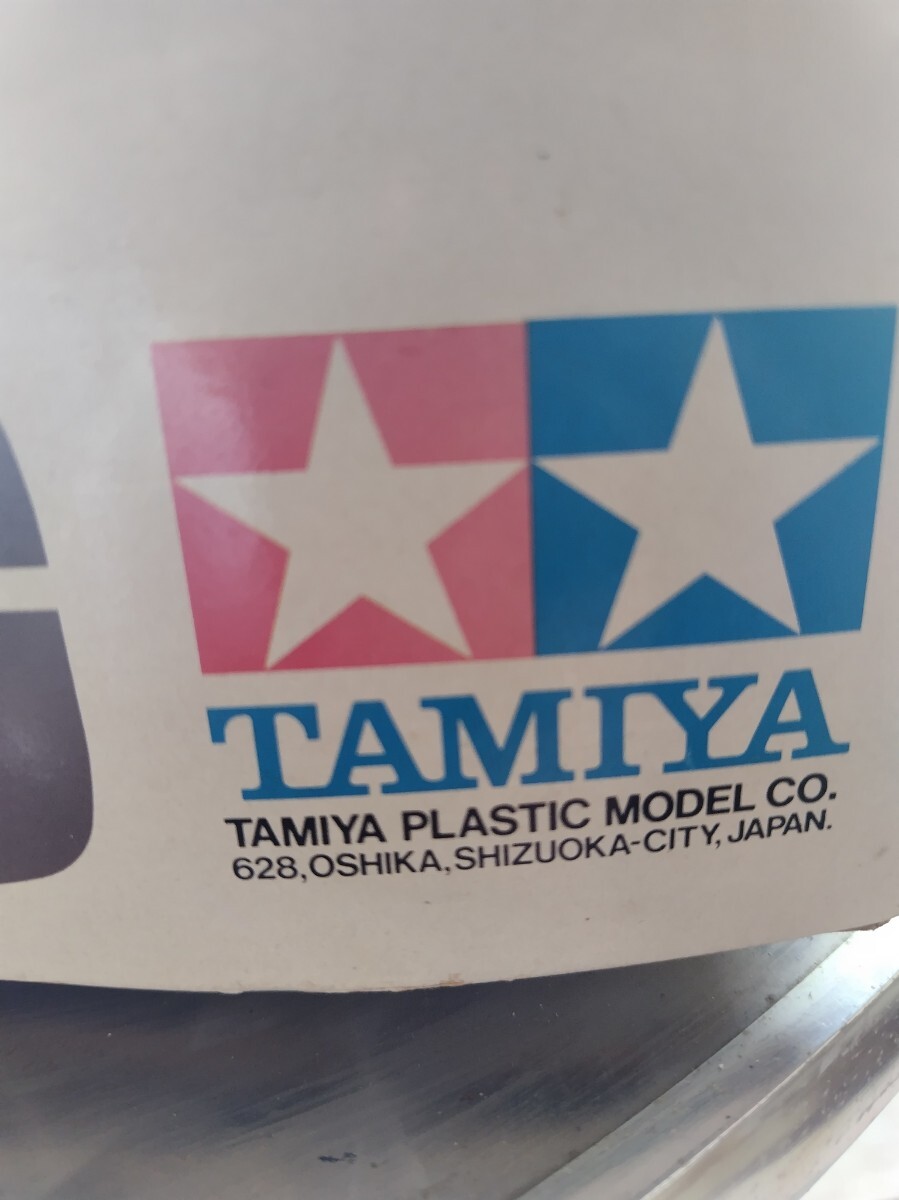 TAMIYA
TAMIYA PLASTIC MODEL CO.
628,OSHIKA,SHIZUOKA-CITY,JAPAN.